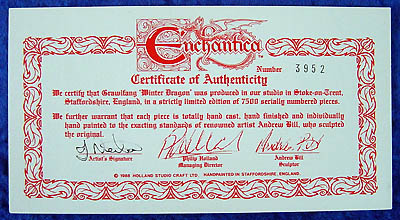 Enchantica ™
Number 3952
Certificate of Authenticity
We certify that Grawlfang 'Winter Dragon' was produced in our studio in Stoke-on-Trent,
Staffordshire, England, in a strictly limited edition of 7500 serially numbered pieces.
We further warrant that each piece is totally hand cast, hand finished and individually
hand painted to the exacting standards of renowned artist Andrew Bill, who sculpted
the original.
Artist's Signature
Philip Holland
Managing Director
Andrew Bill
Sculptor
© 1988 HOLLAND STUDIO CRAFT LTD. HANDPAINTED IN STAFFORDSHIRE, ENGLAND.